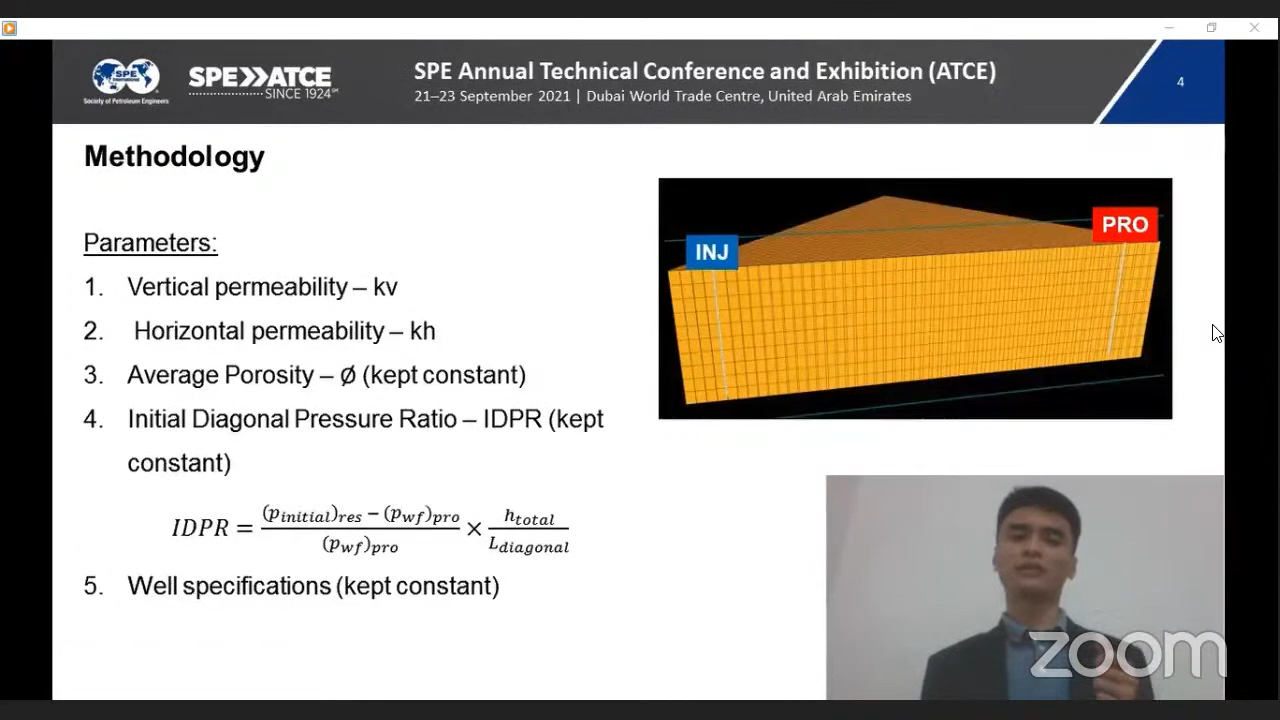 SPE
International
Society of Petroleum Engineers
SPE»ATCE
SINCE 1924
SM
SPE Annual Technical Conference and Exhibition (ATCE)
21–23 September 2021 | Dubai World Trade Centre, United Arab Emirates
4
Methodology
Parameters:
1. Vertical permeability – kv
2. Horizontal permeability – kh
3. Average Porosity – Ø (kept constant)
4. Initial Diagonal Pressure Ratio – IDPR (kept
constant)
IDPR = ((p_initial)_res − (p_wf)_pro) / (p_wf)_pro × h_total / L_diagonal
5. Well specifications (kept constant)
INJ
PRO
zoom